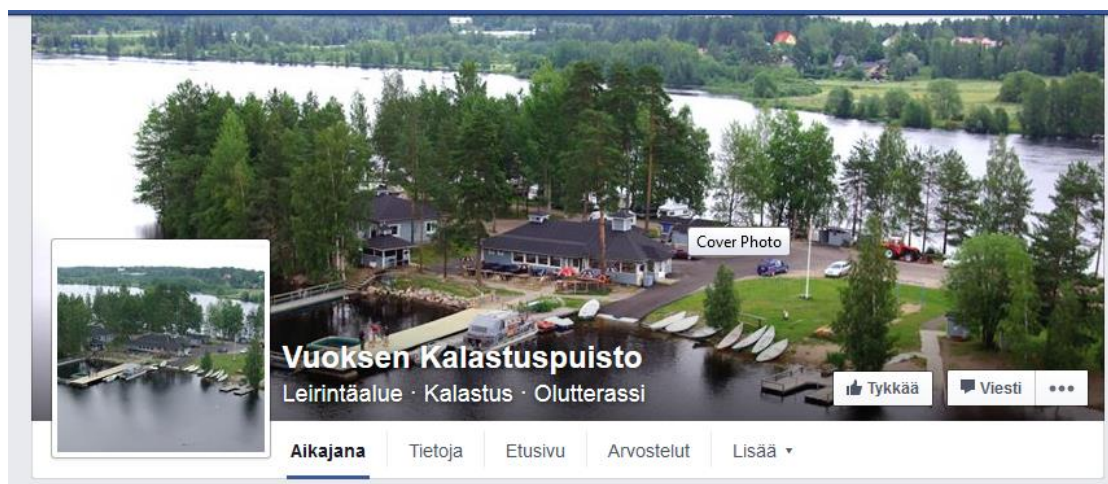 Cover Photo
Vuoksen Kalastuspuisto
Leirintäalue · Kalastus · Olutterassi
Tykkää Viesti •••
Aikajana Tietoja Etusivu Arvostelut Lisää